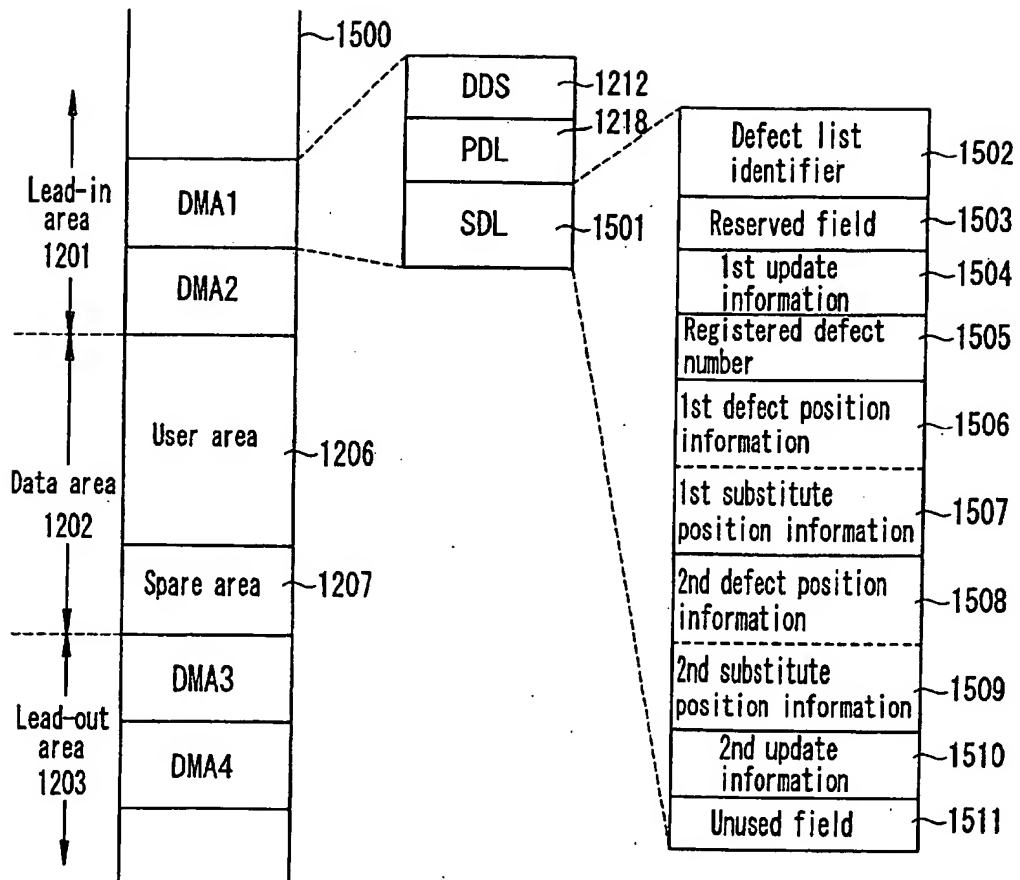 1500
Lead-in
area
1201
DMA1
DMA2
Data area
1202
User area
1206
Spare area
1207
Lead-out
area
1203
DMA3
DMA4
DDS
1212
PDL
1218
SDL
1501
Defect list
identifier
1502
Reserved field
1503
1st update
information
1504
Registered defect
number
1505
1st defect position
information
1506
1st substitute
position information
1507
2nd defect position
information
1508
2nd substitute
position information
1509
2nd update
information
1510
Unused field
1511